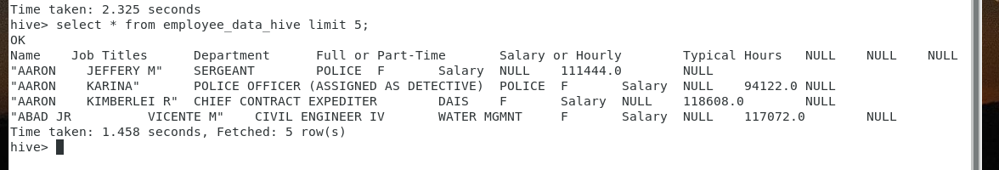 Time taken: 2.325 seconds
hive> select * from employee_data_hive limit 5;
OK
Name Job Titles Department Full or Part-Time Salary or Hourly Typical Hours NULL NULL NULL
"AARON JEFFERY M" SERGEANT POLICE F Salary NULL 111444.0 NULL
"AARON KARINA" POLICE OFFICER (ASSIGNED AS DETECTIVE) POLICE F Salary NULL 94122.0 NULL
"AARON KIMBERLEI R" CHIEF CONTRACT EXPEDITER DAIS F Salary NULL 118608.0 NULL
"ABAD JR VICENTE M" CIVIL ENGINEER IV WATER MGMNT F Salary NULL 117072.0 NULL
Time taken: 1.458 seconds, Fetched: 5 row(s)
hive>